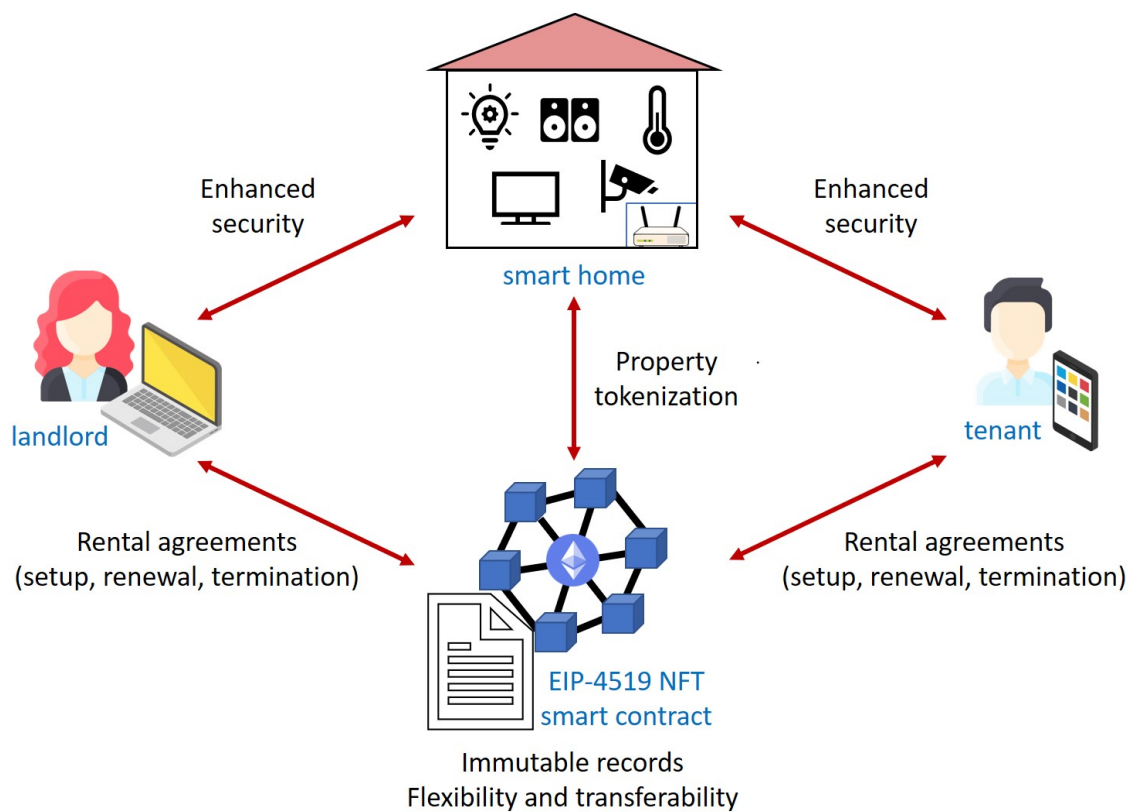 Enhanced
security
Enhanced
security
smart home
Property
tokenization
landlord
tenant
Rental agreements
(setup, renewal, termination)
Rental agreements
(setup, renewal, termination)
EIP-4519 NFT
smart contract
Immutable records
Flexibility and transferability